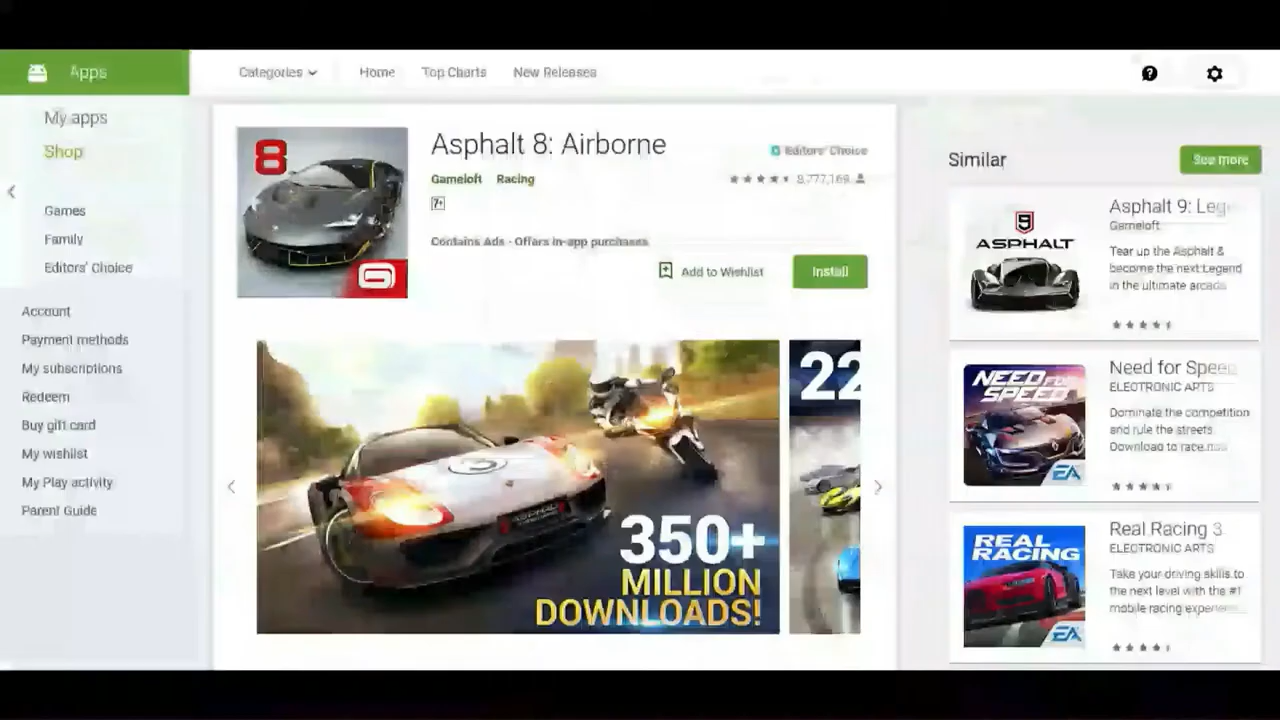 Apps
Categories
Home
Top Charts
New Releases
My apps
Shop
Games
Family
Editors' Choice
Account
Payment methods
My subscriptions
Redeem
Buy gift card
My wishlist
My Play activity
Parent Guide
8
Asphalt 8: Airborne
Editors' Choice
Gameloft Racing
8,777,169
7+
Contains Ads · Offers in-app purchases
Add to Wishlist
Install
350+
MILLION
DOWNLOADS!
22
Similar
See more
9
ASPHALT
Asphalt 9: Leg
Gameloft
Tear up the Asphalt &
become the next Legend
in the ultimate arcade
NEED FOR
SPEED
EA
Need for Speed
ELECTRONIC ARTS
Dominate the competition
and rule the streets.
Download to race now
REAL
RACING
EA
Real Racing 3
ELECTRONIC ARTS
Take your driving skills to
the next level with the #1
mobile racing experience